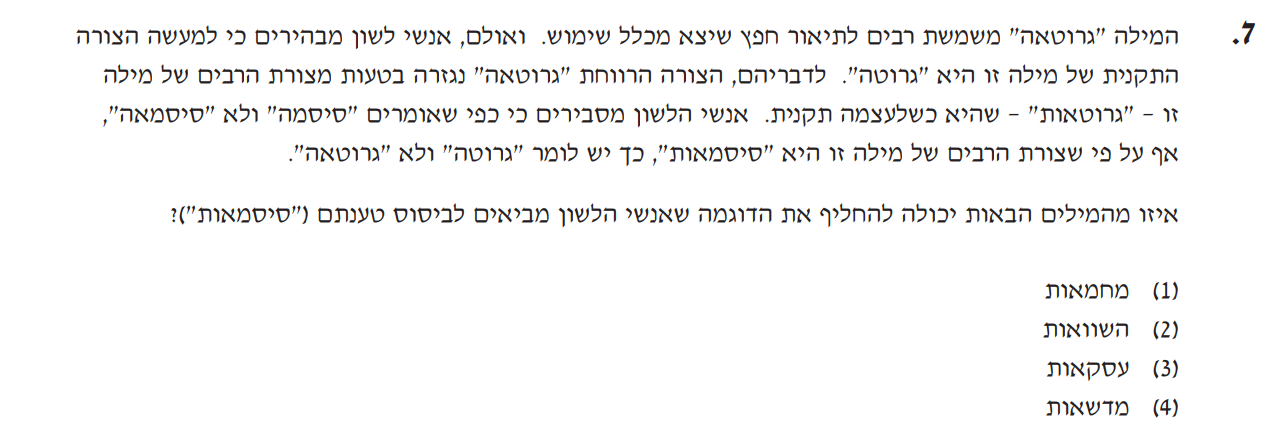 7. המילה "גרוטאה" משמשת רבים לתיאור חפץ שיצא מכלל שימוש. ואולם, אנשי לשון מבהירים כי למעשה הצורה
התקנית של מילה זו היא "גרוטה". לדבריהם, הצורה הרווחת "גרוטאה" נגזרה בטעות מצורת הרבים של מילה
זו – "גרוטאות" – שהיא כשלעצמה תקנית. אנשי הלשון מסבירים כי כפי שאומרים "סיסמה" ולא "סיסמאה",
אף על פי שצורת הרבים של מילה זו היא "סיסמאות", כך יש לומר "גרוטה" ולא "גרוטאה".
איזו מהמילים הבאות יכולה להחליף את הדוגמה שאנשי הלשון מביאים לביסוס טענתם ("סיסמאות")?
(1) מחמאות
(2) השוואות
(3) עסקאות
(4) מדשאות